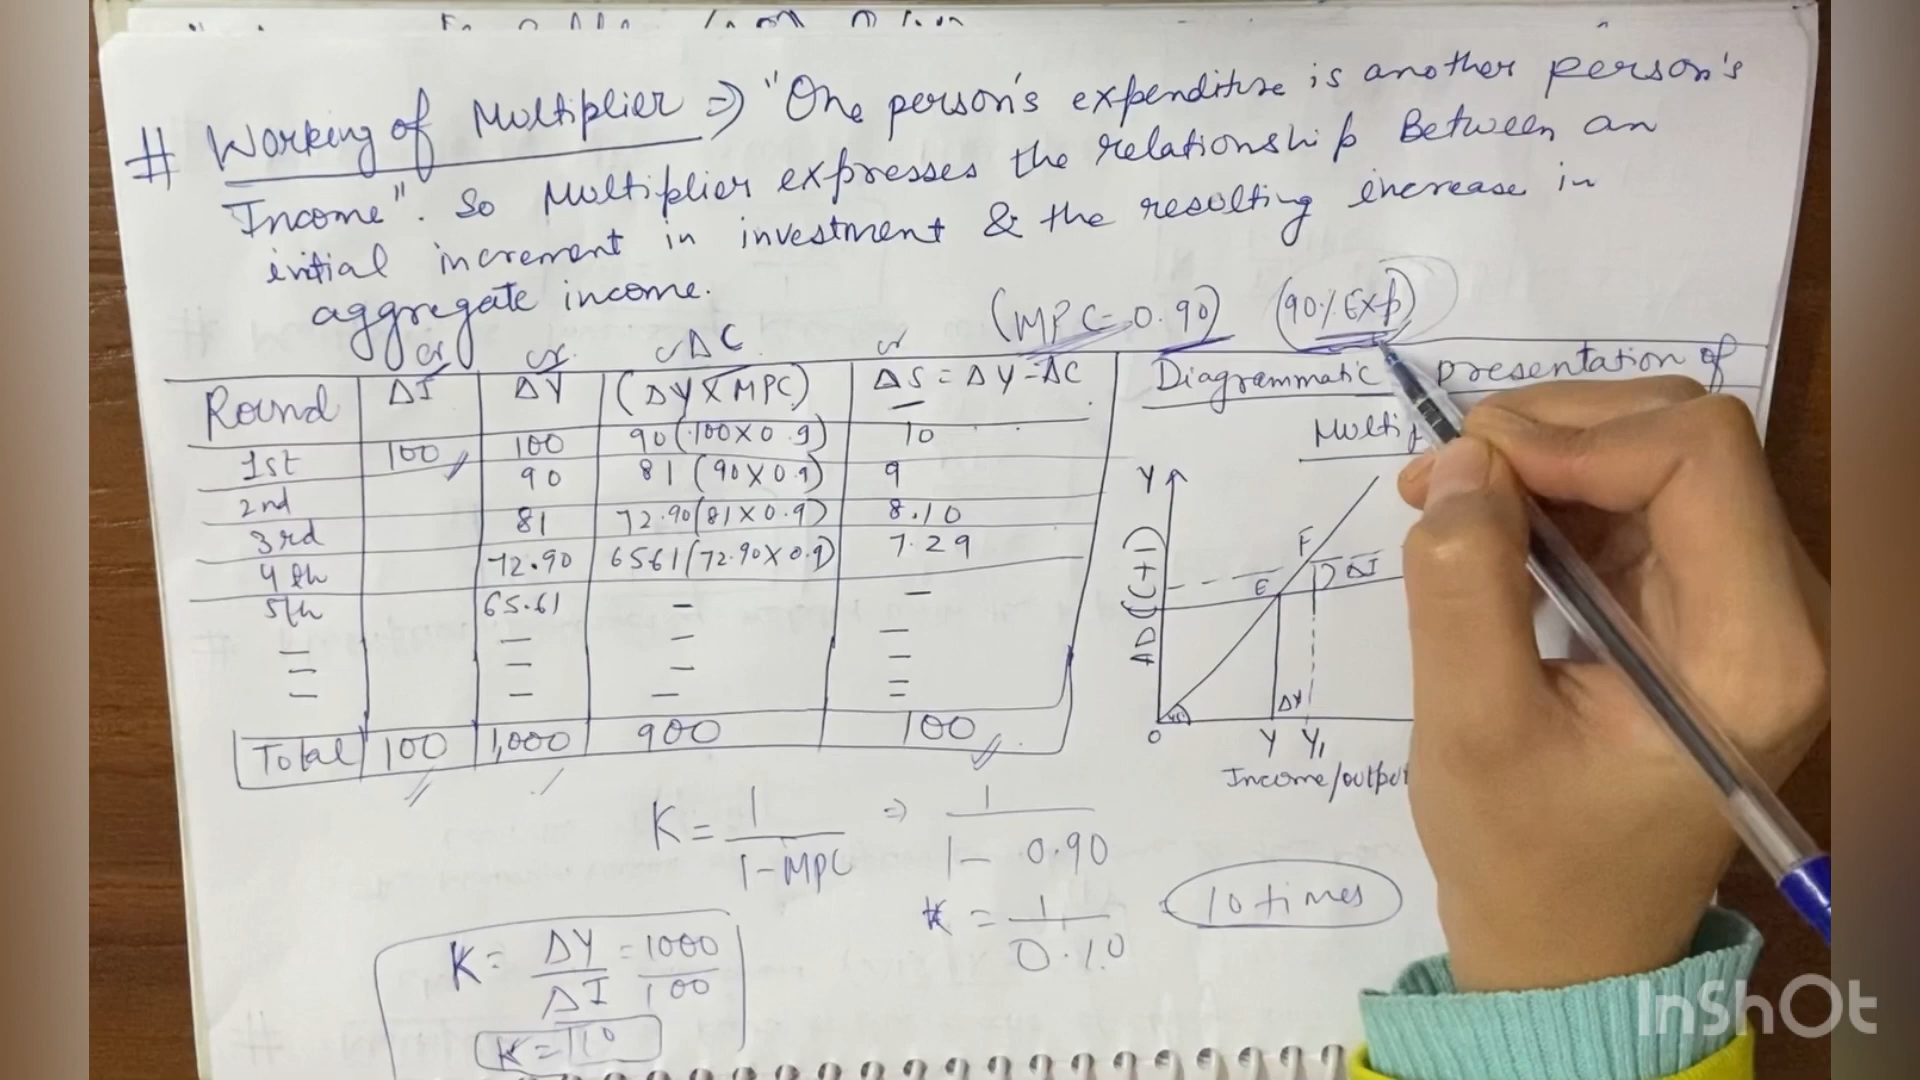 # Working of Multiplier => "One person's expenditure is another person's
Income". So Multiplier expresses the relationship Between an
initial increment in investment & the resulting increase in
aggregate income.
(MPC = 0.90) (90% Exp)
Round ΔI ΔY ΔC (ΔY X MPC) ΔS = ΔY - ΔC
1st 100 100 90 (100 X 0.9) 10
2nd 90 81 (90 X 0.9) 9
3rd 81 72.90 (81 X 0.9) 8.10
4th 72.90 6561 (72.90 X 0.9) 7.29
5th 65.61 — —
— — — —
— — — —
— — — —
Total 100 1,000 900 100
Diagrammatic presentation of
Multip
Y
AD (C+I)
F
E
ΔI
45°
ΔY
O Y Y₁
Income/output
K = 1/1-MPC => 1/1-0.90
K = 1/0.10 = 10 times
K = ΔY/ΔI = 1000/100
K = 10
InShOt